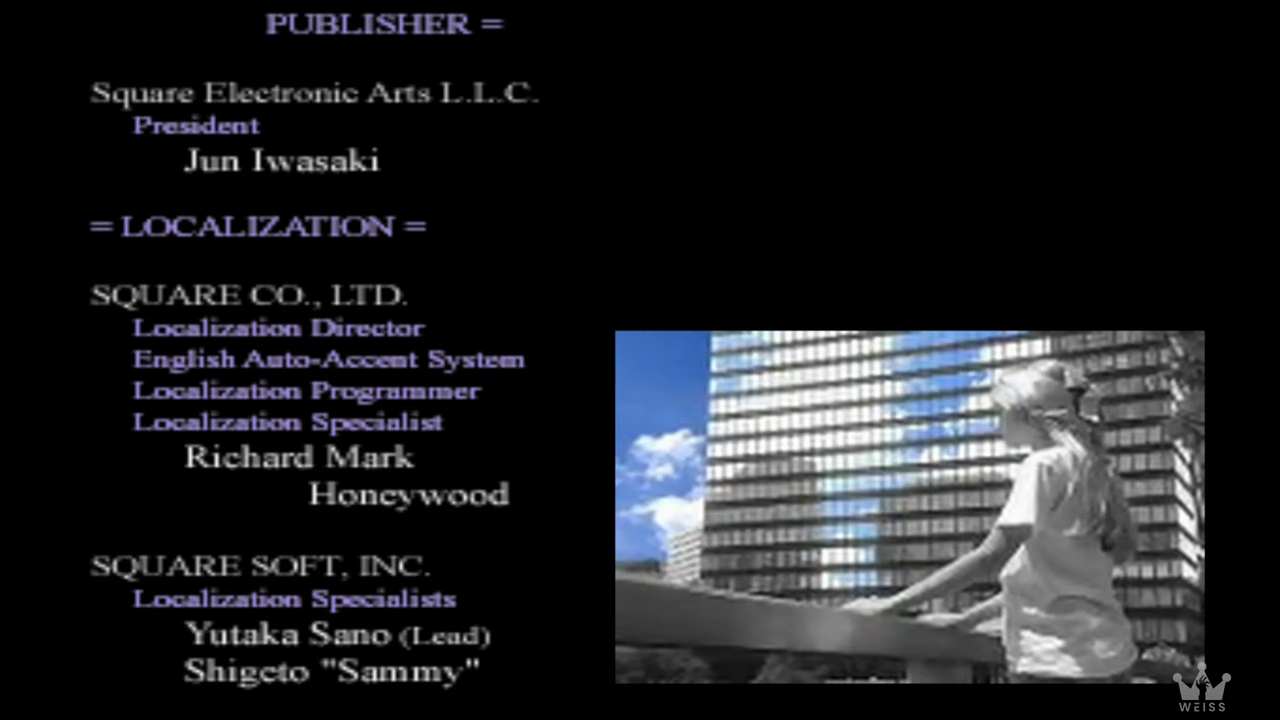 PUBLISHER =
Square Electronic Arts L.L.C.
President
Jun Iwasaki
= LOCALIZATION =
SQUARE CO., LTD.
Localization Director
English Auto-Accent System
Localization Programmer
Localization Specialist
Richard Mark
Honeywood
SQUARE SOFT, INC.
Localization Specialists
Yutaka Sano (Lead)
Shigeto "Sammy"
WEISS